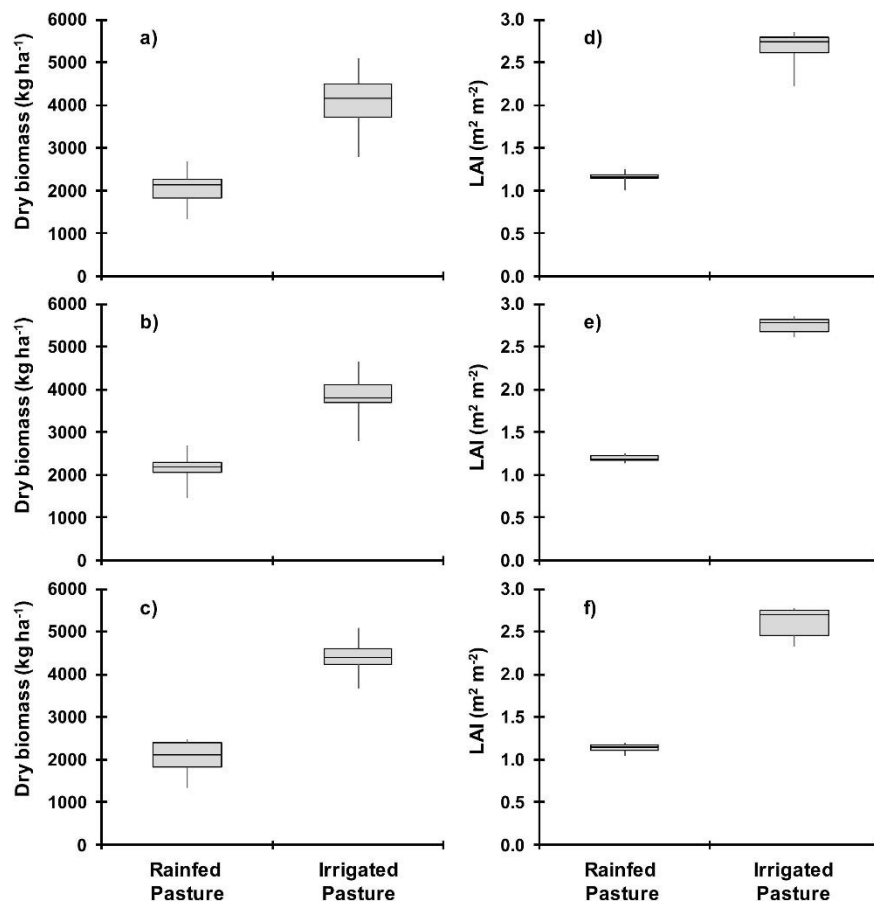 a)
Dry biomass (kg ha⁻¹)
6000
5000
4000
3000
2000
1000
0
d)
LAI (m² m⁻²)
3.0
2.5
2.0
1.5
1.0
0.5
0.0
b)
Dry biomass (kg ha⁻¹)
6000
5000
4000
3000
2000
1000
0
e)
LAI (m² m⁻²)
3.0
2.5
2.0
1.5
1.0
0.5
0.0
c)
Dry biomass (kg ha⁻¹)
6000
5000
4000
3000
2000
1000
0
Rainfed
Pasture
Irrigated
Pasture
f)
LAI (m² m⁻²)
3.0
2.5
2.0
1.5
1.0
0.5
0.0
Rainfed
Pasture
Irrigated
Pasture